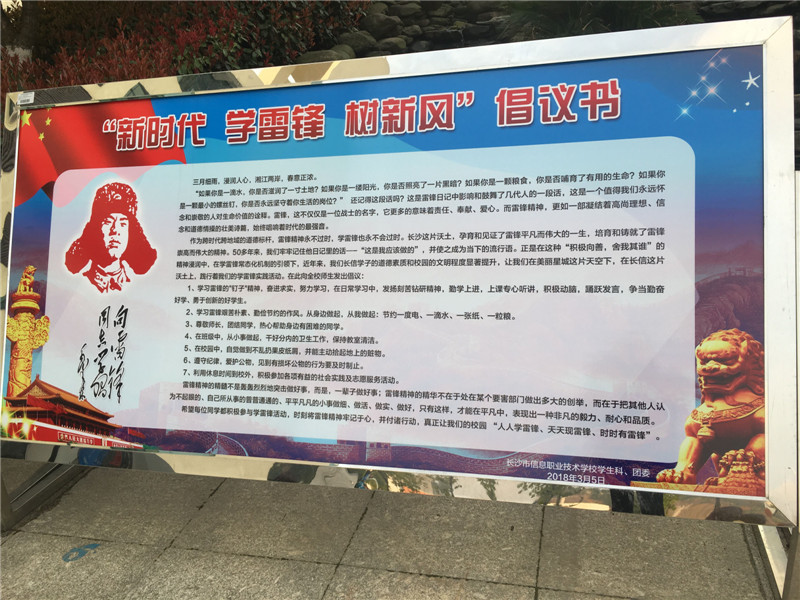 “新时代 学雷锋 树新风”倡议书
三月细雨，浸润人心，湘江两岸，春意正浓。
“如果你是一滴水，你是否滋润了一寸土地？如果你是一缕阳光，你是否照亮了一片黑暗？如果你是一颗粮食，你是否哺育了有用的生命？如果你
是一颗最小的螺丝钉，你是否永远坚守着你生活的岗位？” 还记得这段话吗？这是雷锋日记中影响和鼓舞了几代人的一段话，这是一个值得我们永远怀
念和崇敬的人对生命价值的诠释。雷锋，这不仅仅是一位战士的名字，它更多的意味着责任、奉献、爱心。而雷锋精神，更如一部凝结着高尚理想、信
念和道德情操的壮美诗篇，始终唱响着时代的最强音。
作为跨时代跨地域的道德标杆，雷锋精神永不过时，学雷锋也永不会过时。长沙这片沃土，孕育和见证了雷锋平凡而伟大的一生，培育和铸就了雷锋
崇高而伟大的精神。50多年来，我们牢牢记住他日记里的话——“这是我应该做的”，并使之成为当下的流行语。正是在这种“积极向善，舍我其谁”的
精神浸润中，在学雷锋常态化机制的引领下，近年来，我们长信学子的道德素质和校园的文明程度显著提升，让我们在美丽星城这片天空下，在长信这片
沃土上，践行着我们的学雷锋实践活动。在此向全校师生发出倡议：
1、学习雷锋的“钉子”精神，奋进求实，努力学习，在日常学习中，发扬刻苦钻研精神，勤学上进，上课专心听讲，积极动脑，踊跃发言，争当勤奋
好学、善于创新的好学生。
2、学习雷锋艰苦朴素，勤俭节约的作风。从身边做起，从我做起：节约一度电、一滴水、一张纸、一粒粮。
3、尊敬师长，团结同学，热心帮助身边有困难的同学。
4、在班级中，从小事做起，干好分内的卫生工作，保持教室清洁。
5、在校园中，自觉做到不乱扔果皮纸屑，并能主动拾起地上的赃物。
6、遵守纪律，爱护公物，见到有损坏公物的行为要及时制止。
7、利用休息时间到校外，积极参加各项有益的社会实践及志愿服务活动。
雷锋精神的精髓不是轰轰烈烈地突击做好事，而是，一辈子做好事；雷锋精神的精华不在于处在某个要害部门做出多大的创举，而在于把其他人认
为不起眼的、自己所从事的普普通通的、平平凡凡的小事做细、做活、做实、做好，只有这样，才能在平凡中，表现出一种非凡的毅力、耐心和品质。
希望每位同学都积极参与学雷锋活动，时刻将雷锋精神牢记于心，并付诸行动，真正让我们的校园 “人人学雷锋、天天现雷锋、时时有雷锋”。
长沙市信息职业技术学校学生科、团委
2018年3月5日
向雷锋
同志学习
毛泽东